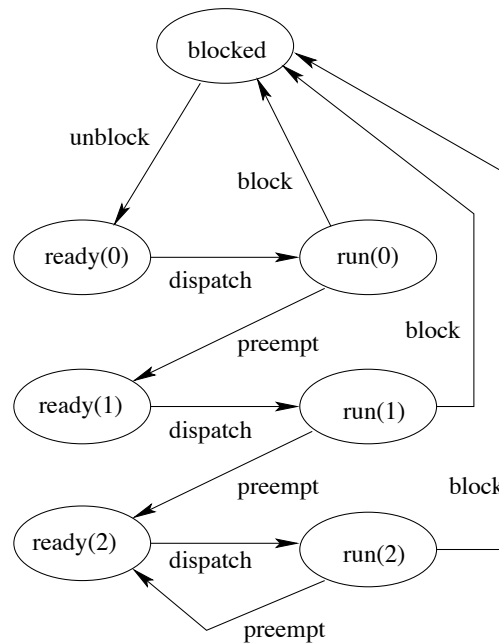 blocked
unblock
block
ready(0)
run(0)
dispatch
preempt
block
ready(1)
run(1)
dispatch
preempt
block
ready(2)
run(2)
dispatch
preempt